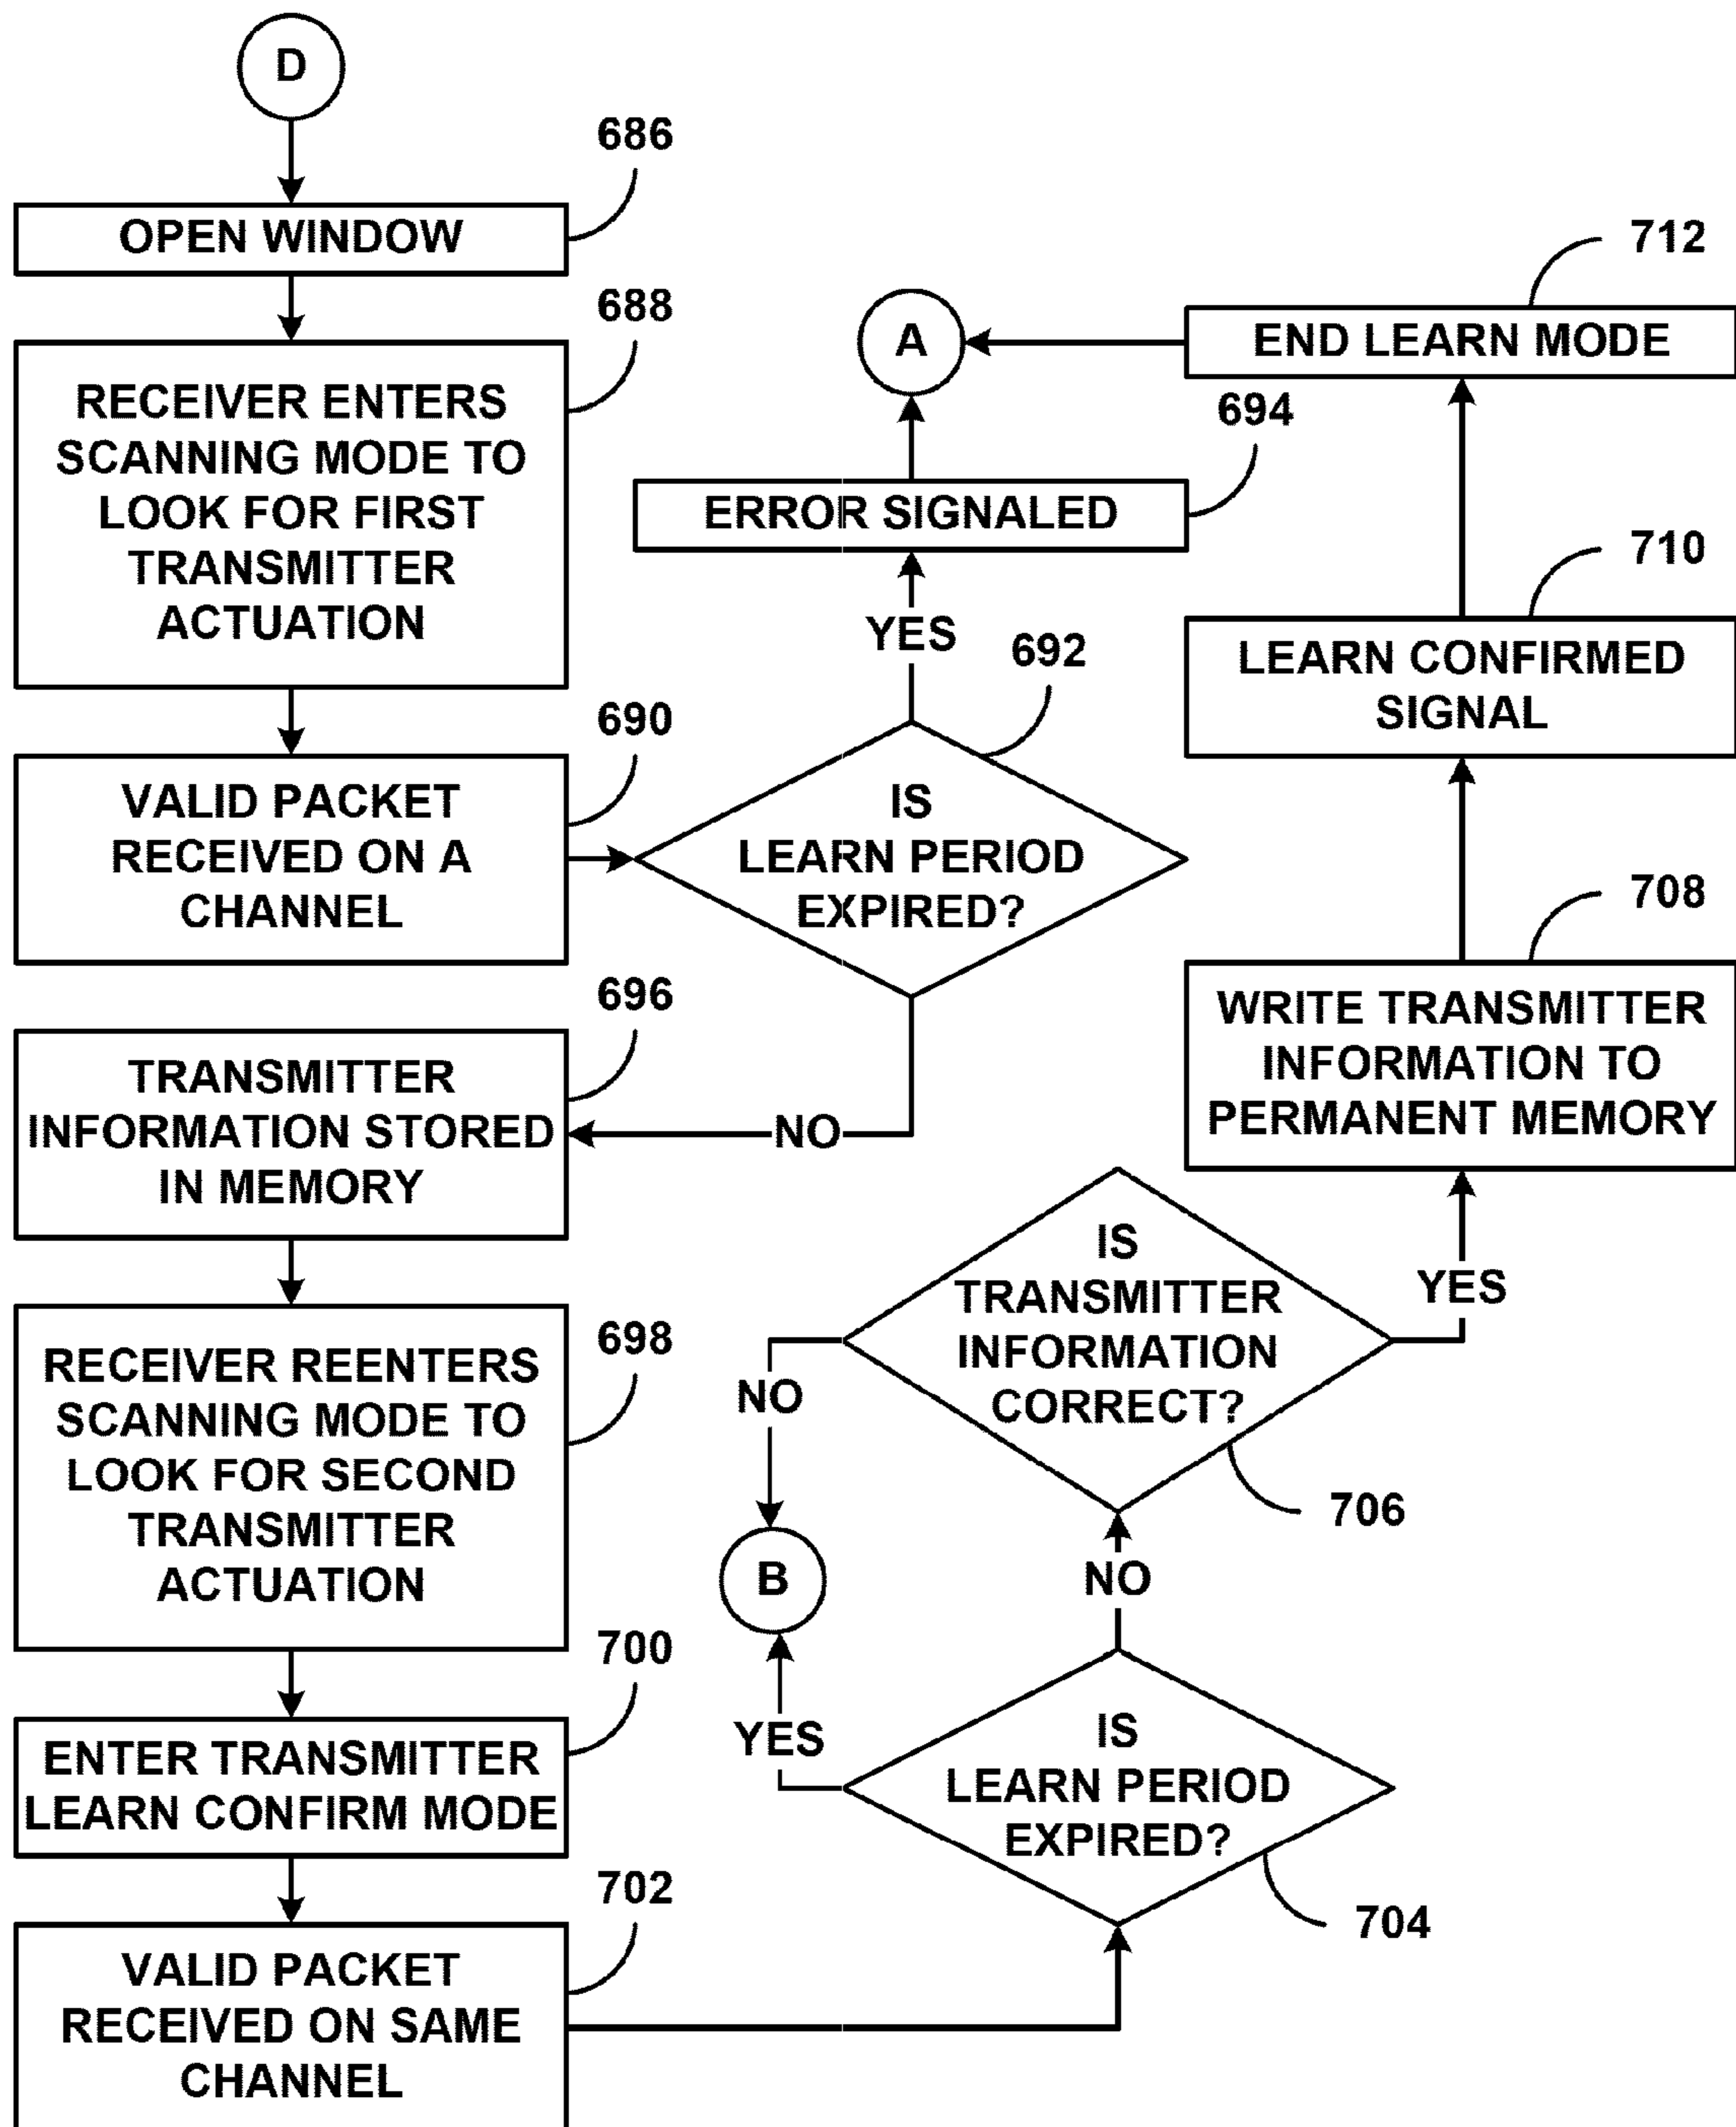 D
686
OPEN WINDOW
688
RECEIVER ENTERS
SCANNING MODE TO
LOOK FOR FIRST
TRANSMITTER
ACTUATION
690
VALID PACKET
RECEIVED ON A
CHANNEL
692
IS
LEARN PERIOD
EXPIRED?
YES
694
ERROR SIGNALED
A
NO
696
TRANSMITTER
INFORMATION STORED
IN MEMORY
698
RECEIVER REENTERS
SCANNING MODE TO
LOOK FOR SECOND
TRANSMITTER
ACTUATION
700
ENTER TRANSMITTER
LEARN CONFIRM MODE
702
VALID PACKET
RECEIVED ON SAME
CHANNEL
704
IS
LEARN PERIOD
EXPIRED?
YES
B
NO
706
IS
TRANSMITTER
INFORMATION
CORRECT?
NO
YES
708
WRITE TRANSMITTER
INFORMATION TO
PERMANENT MEMORY
710
LEARN CONFIRMED
SIGNAL
712
END LEARN MODE